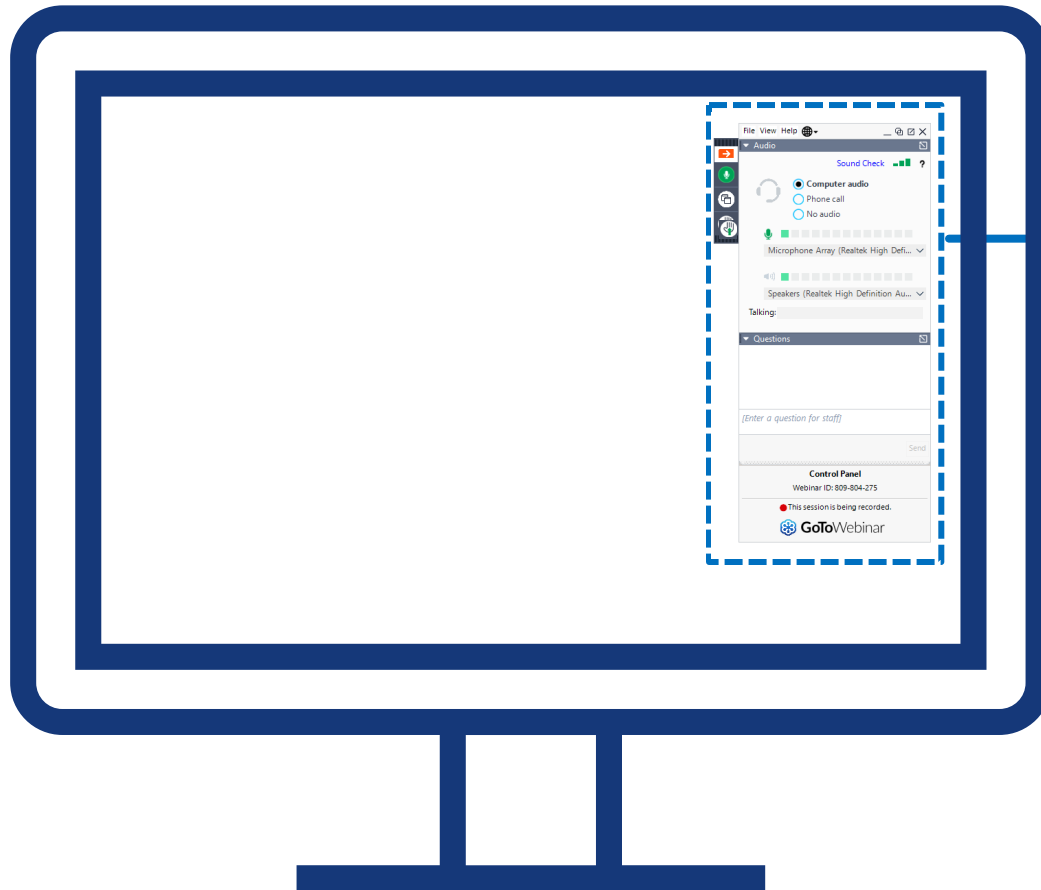 File View Help
Audio
Sound Check ?
Computer audio
Phone call
No audio
Microphone Array (Realtek High Defi...
Speakers (Realtek High Definition Au...
Talking:
Questions
[Enter a question for staff]
Send
Control Panel
Webinar ID: 809-804-275
This session is being recorded.
GoToWebinar